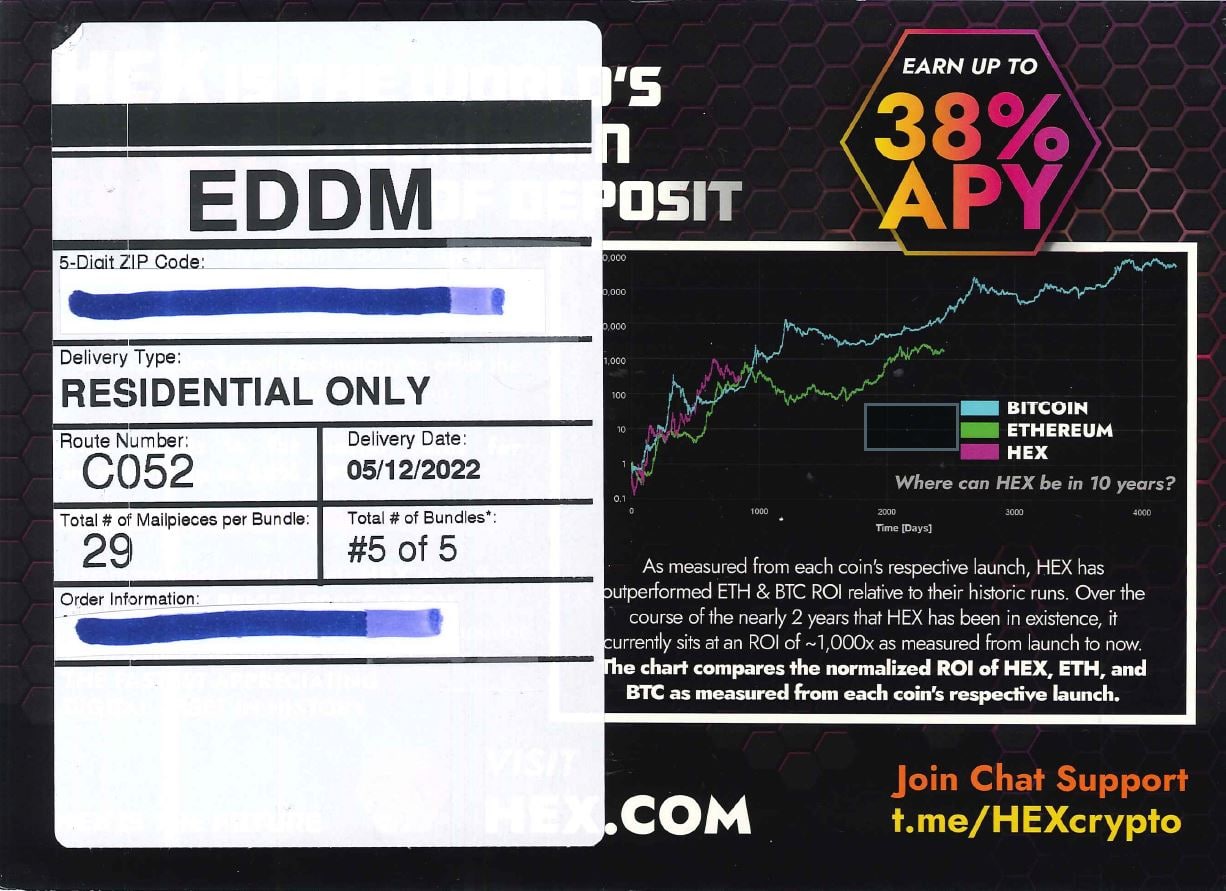 HEX IS THE WORLD'S
N
OF DEPOSIT
EARN UP TO
38%
APY
EDDM
5-Digit ZIP Code:
Delivery Type:
RESIDENTIAL ONLY
Route Number:
C052
Delivery Date:
05/12/2022
Total # of Mailpieces per Bundle:
29
Total # of Bundles*:
#5 of 5
Order Information:
0,000
0,000
0,000
1,000
100
10
1
0.1
0 1000 2000 3000 4000
Time [Days]
BITCOIN
ETHEREUM
HEX
Where can HEX be in 10 years?
As measured from each coin's respective launch, HEX has
outperformed ETH & BTC ROI relative to their historic runs. Over the
course of the nearly 2 years that HEX has been in existence, it
currently sits at an ROI of ~1,000x as measured from launch to now.
The chart compares the normalized ROI of HEX, ETH, and
BTC as measured from each coin's respective launch.
VISIT
HEX.COM
Join Chat Support
t.me/HEXcrypto